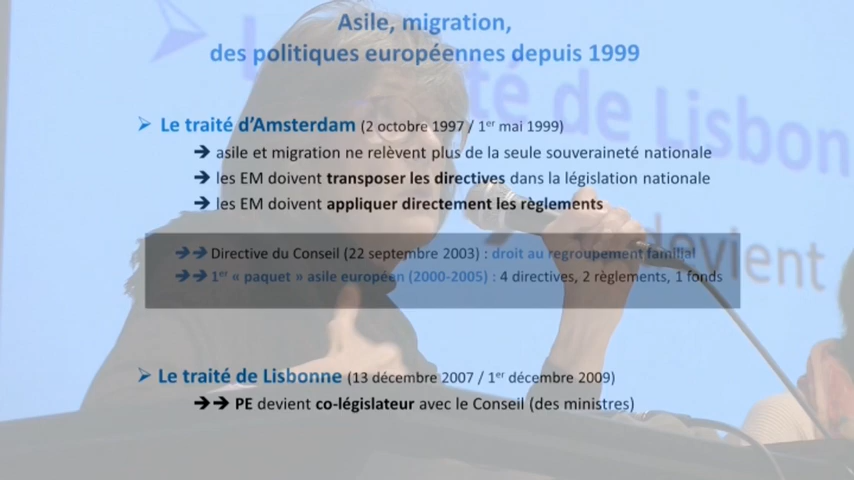 Asile, migration,
des politiques européennes depuis 1999
té de Lisbon
➢ Le traité d'Amsterdam (2 octobre 1997 / 1er mai 1999)
➔ asile et migration ne relèvent plus de la seule souveraineté nationale
➔ les EM doivent transposer les directives dans la législation nationale
➔ les EM doivent appliquer directement les règlements
devient
➔➔ Directive du Conseil (22 septembre 2003) : droit au regroupement familial
➔➔ 1er « paquet » asile européen (2000-2005) : 4 directives, 2 règlements, 1 fonds
➢ Le traité de Lisbonne (13 décembre 2007 / 1er décembre 2009)
➔➔ PE devient co-législateur avec le Conseil (des ministres)